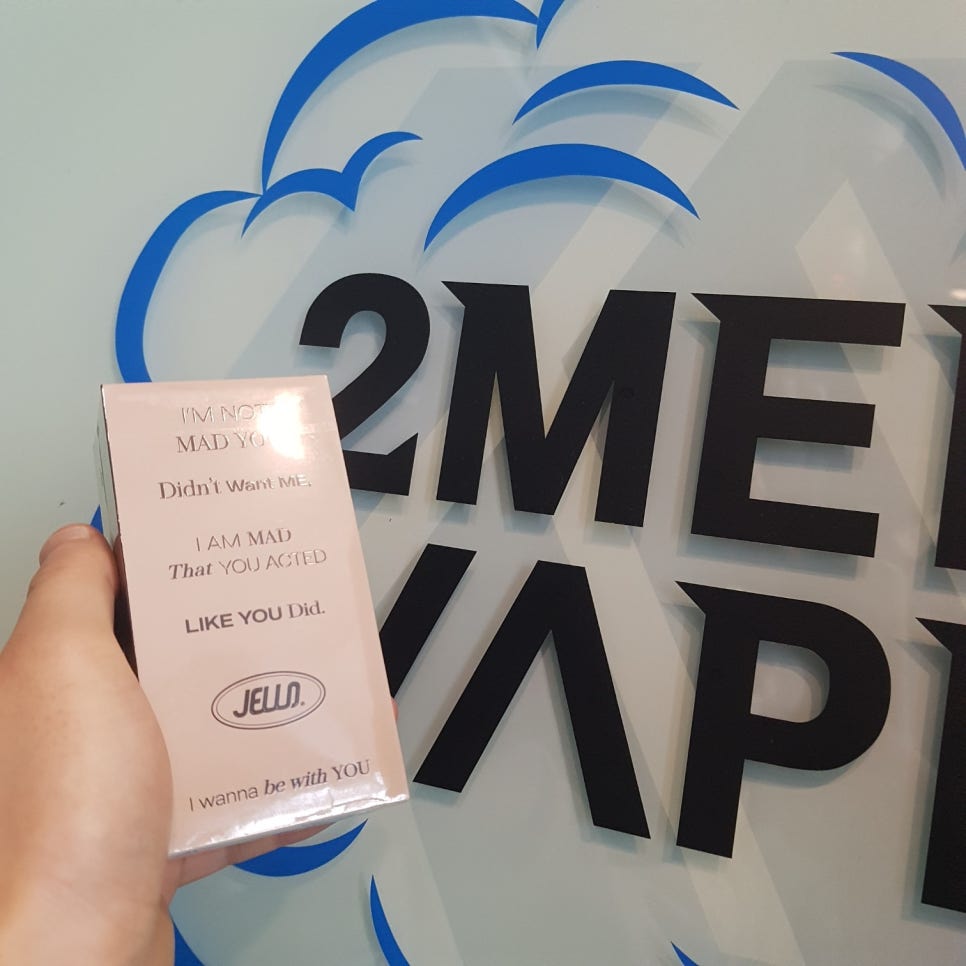 I'M NOT
MAD YO
Didn't Want ME,
I AM MAD
That YOU ACTED
LIKE YOU Did.
JELLO.
I wanna be with YOU
2ME
VAP